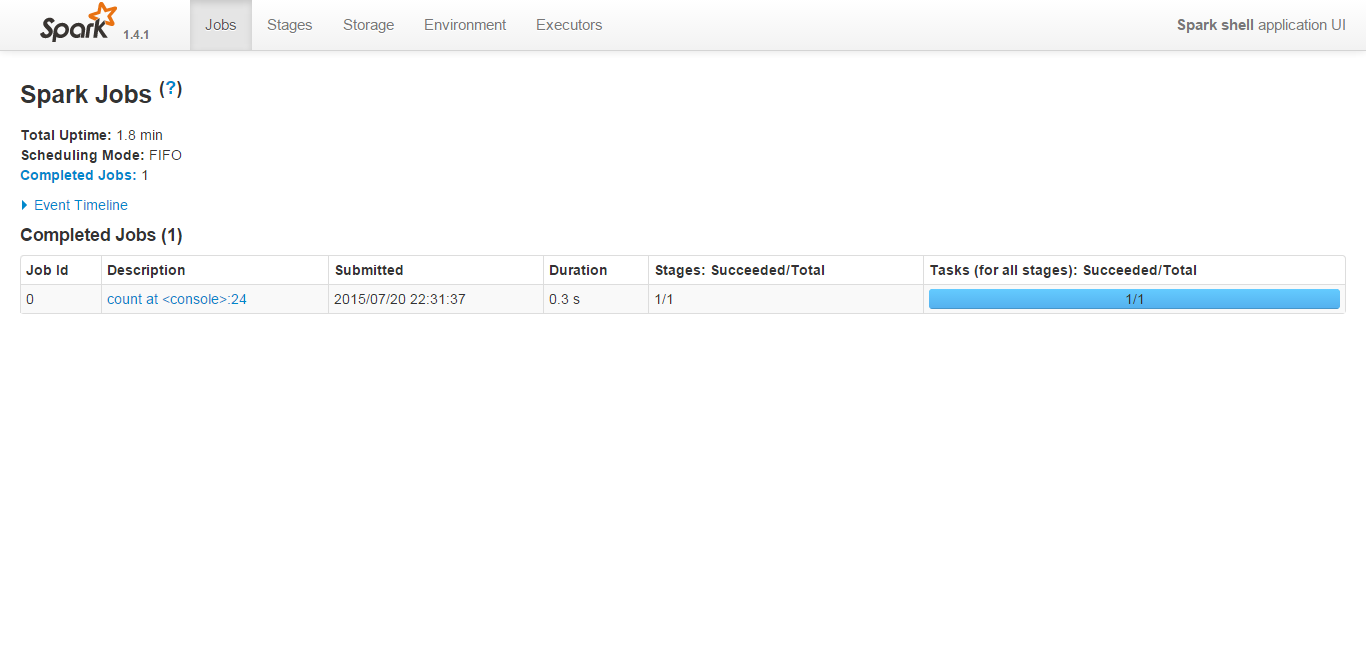 Spark 1.4.1 Jobs Stages Storage Environment Executors Spark shell application UI
Spark Jobs (?)
Total Uptime: 1.8 min
Scheduling Mode: FIFO
Completed Jobs: 1
Event Timeline
Completed Jobs (1)
Job Id Description Submitted Duration Stages: Succeeded/Total Tasks (for all stages): Succeeded/Total
0 count at <console>:24 2015/07/20 22:31:37 0.3 s 1/1 1/1